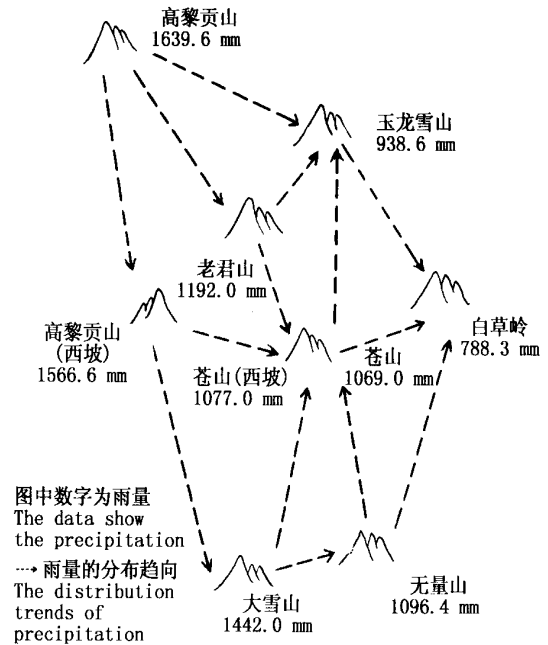 高黎贡山
1639.6 mm
玉龙雪山
938.6 mm
老君山
1192.0 mm
高黎贡山
(西坡)
1566.6 mm
苍山(西坡)
1077.0 mm
苍山
1069.0 mm
白草岭
788.3 mm
图中数字为雨量
The data show
the precipitation
雨量的分布趋向
The distribution
trends of
precipitation
大雪山
1442.0 mm
无量山
1096.4 mm